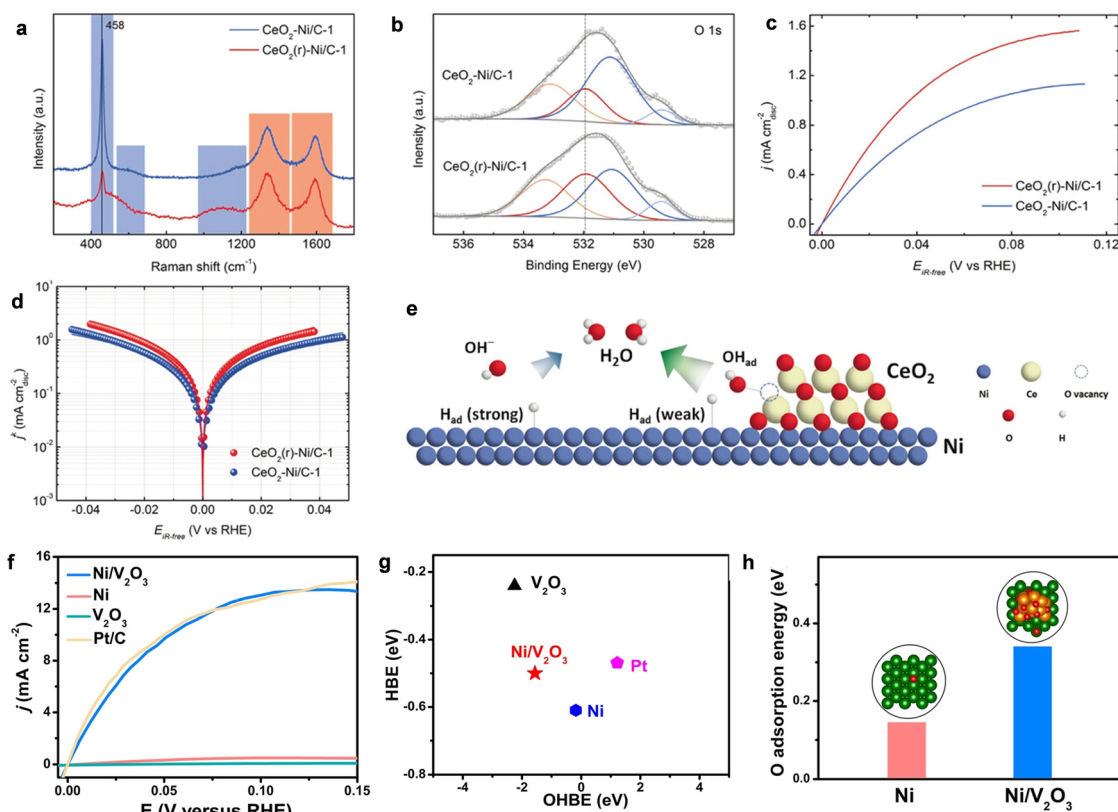 a
458
CeO₂-Ni/C-1
CeO₂(r)-Ni/C-1
Intensity (a.u.)
400 800 1200 1600
Raman shift (cm⁻¹)
b
O 1s
CeO₂-Ni/C-1
CeO₂(r)-Ni/C-1
Inensity (a.u.)
536 534 532 530 528
Binding Energy (eV)
c
1.8
1.2
0.6
0.0
j (mA cm⁻²disc)
CeO₂(r)-Ni/C-1
CeO₂-Ni/C-1
0.00 0.04 0.08 0.12
E_iR-free (V vs RHE)
d
10¹
10⁰
10⁻¹
10⁻²
10⁻³
j (mA cm⁻²disc)
CeO₂(r)-Ni/C-1
CeO₂-Ni/C-1
-0.04 -0.02 0.00 0.02 0.04
E_iR-free (V vs RHE)
e
OH⁻
H₂O
OH_ad
CeO₂
H_ad (strong)
H_ad (weak)
Ni
Ni Ce O vacancy
O H
f
16
12
8
4
0
j (mA cm⁻²)
Ni/V₂O₃
Ni
V₂O₃
Pt/C
0.00 0.05 0.10 0.15
E (V versus RHE)
g
-0.2
-0.4
-0.6
-0.8
HBE (eV)
V₂O₃
Ni/V₂O₃
Pt
Ni
-4 -2 0 2 4
OHBE (eV)
h
0.4
0.2
0.0
O adsorption energy (eV)
Ni Ni/V₂O₃